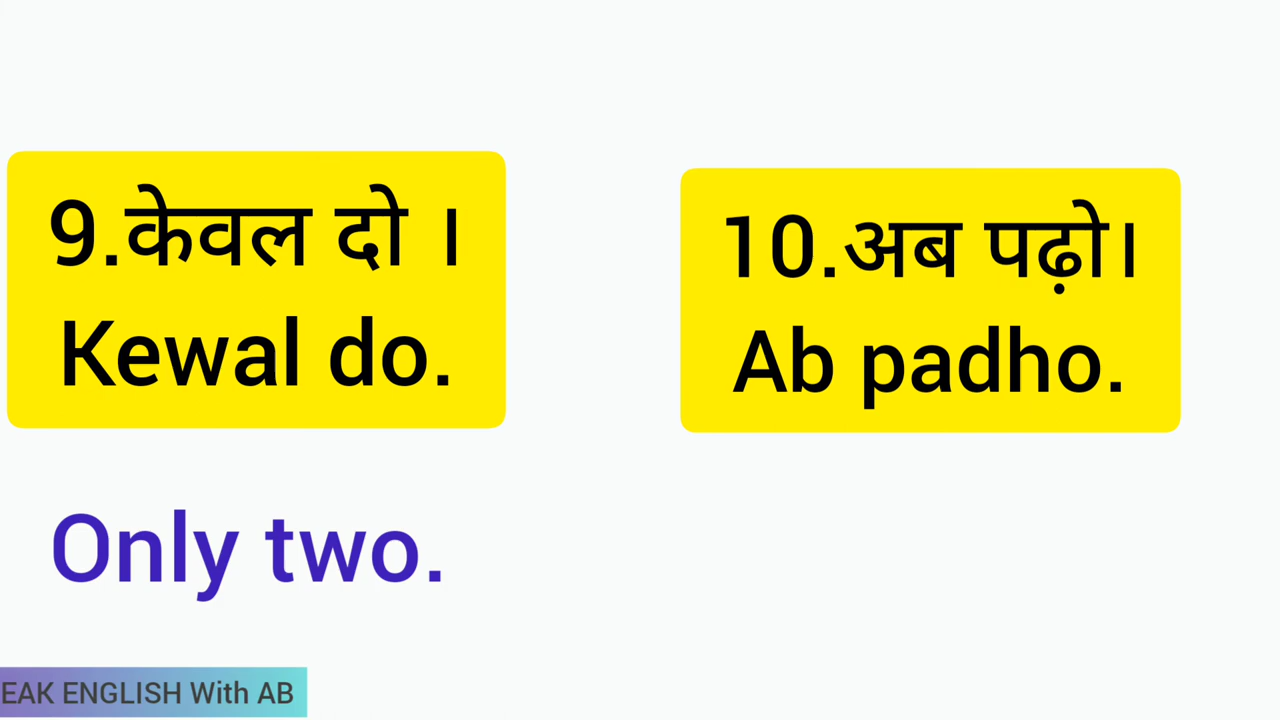 9.केवल दो ।
Kewal do.
Only two.
10.अब पढ़ो।
Ab padho.
EAK ENGLISH With AB